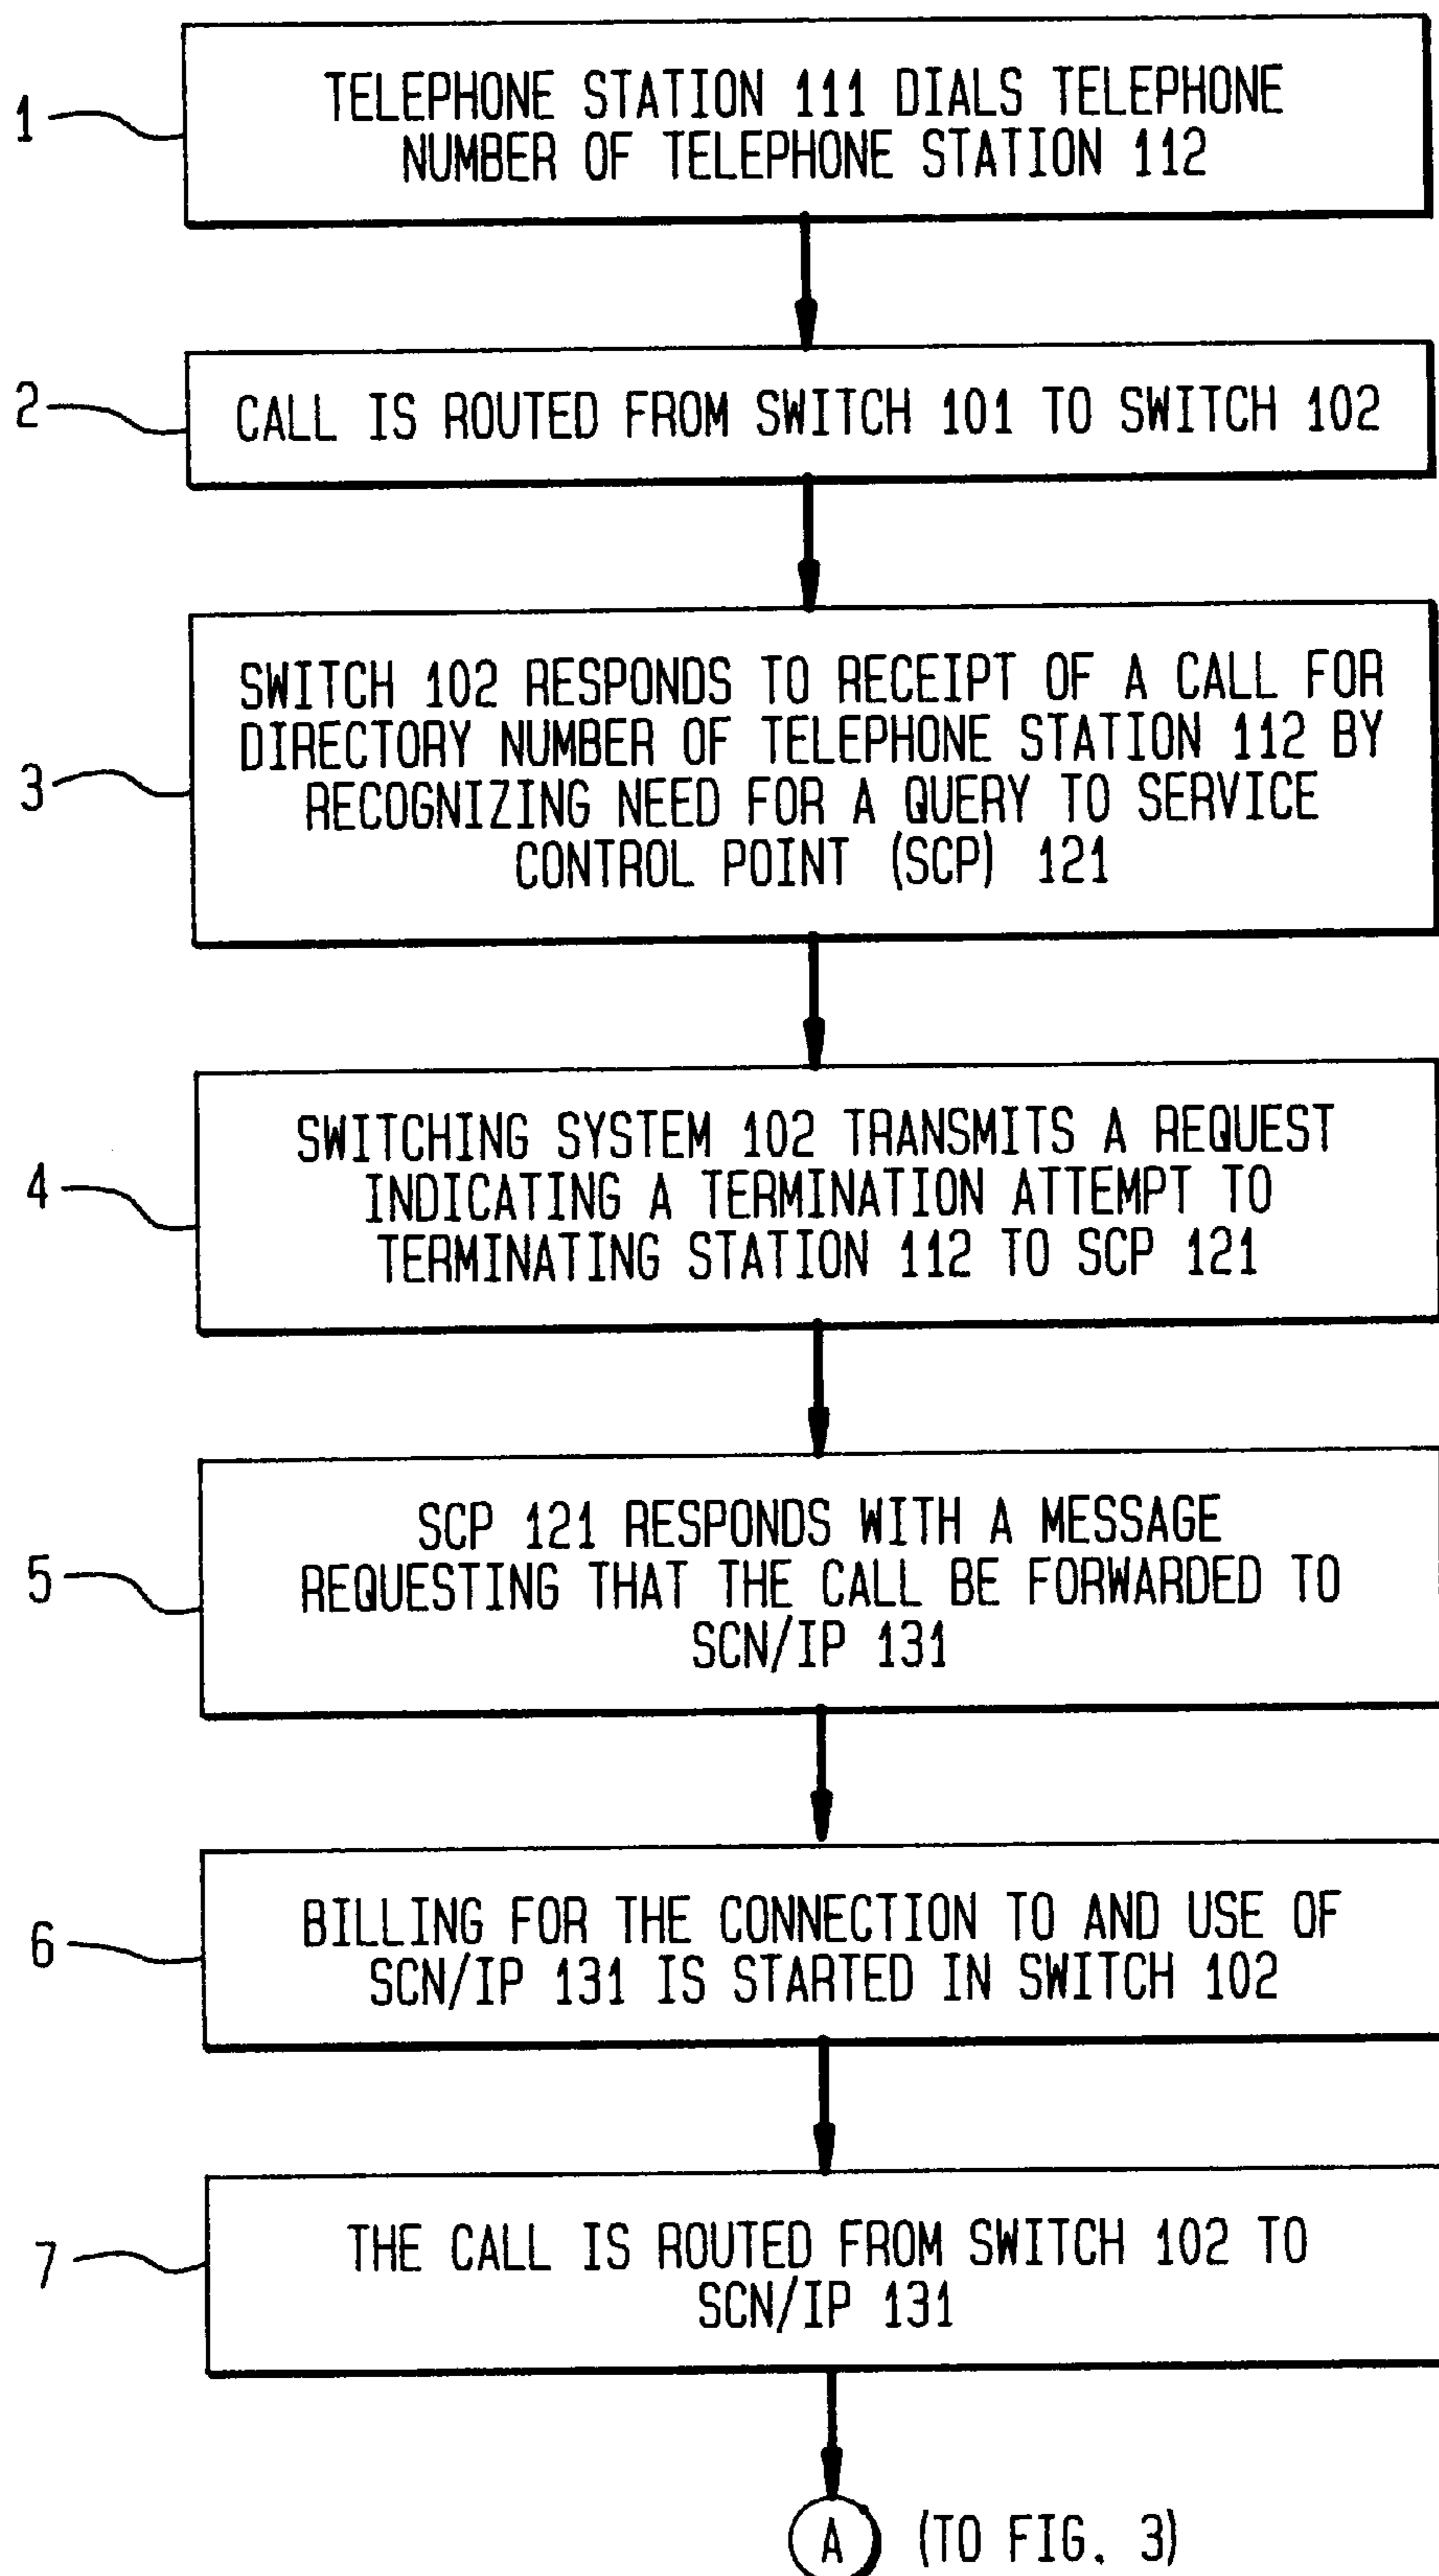 1
TELEPHONE STATION 111 DIALS TELEPHONE
NUMBER OF TELEPHONE STATION 112
2
CALL IS ROUTED FROM SWITCH 101 TO SWITCH 102
3
SWITCH 102 RESPONDS TO RECEIPT OF A CALL FOR
DIRECTORY NUMBER OF TELEPHONE STATION 112 BY
RECOGNIZING NEED FOR A QUERY TO SERVICE
CONTROL POINT (SCP) 121
4
SWITCHING SYSTEM 102 TRANSMITS A REQUEST
INDICATING A TERMINATION ATTEMPT TO
TERMINATING STATION 112 TO SCP 121
5
SCP 121 RESPONDS WITH A MESSAGE
REQUESTING THAT THE CALL BE FORWARDED TO
SCN/IP 131
6
BILLING FOR THE CONNECTION TO AND USE OF
SCN/IP 131 IS STARTED IN SWITCH 102
7
THE CALL IS ROUTED FROM SWITCH 102 TO
SCN/IP 131
A (TO FIG. 3)